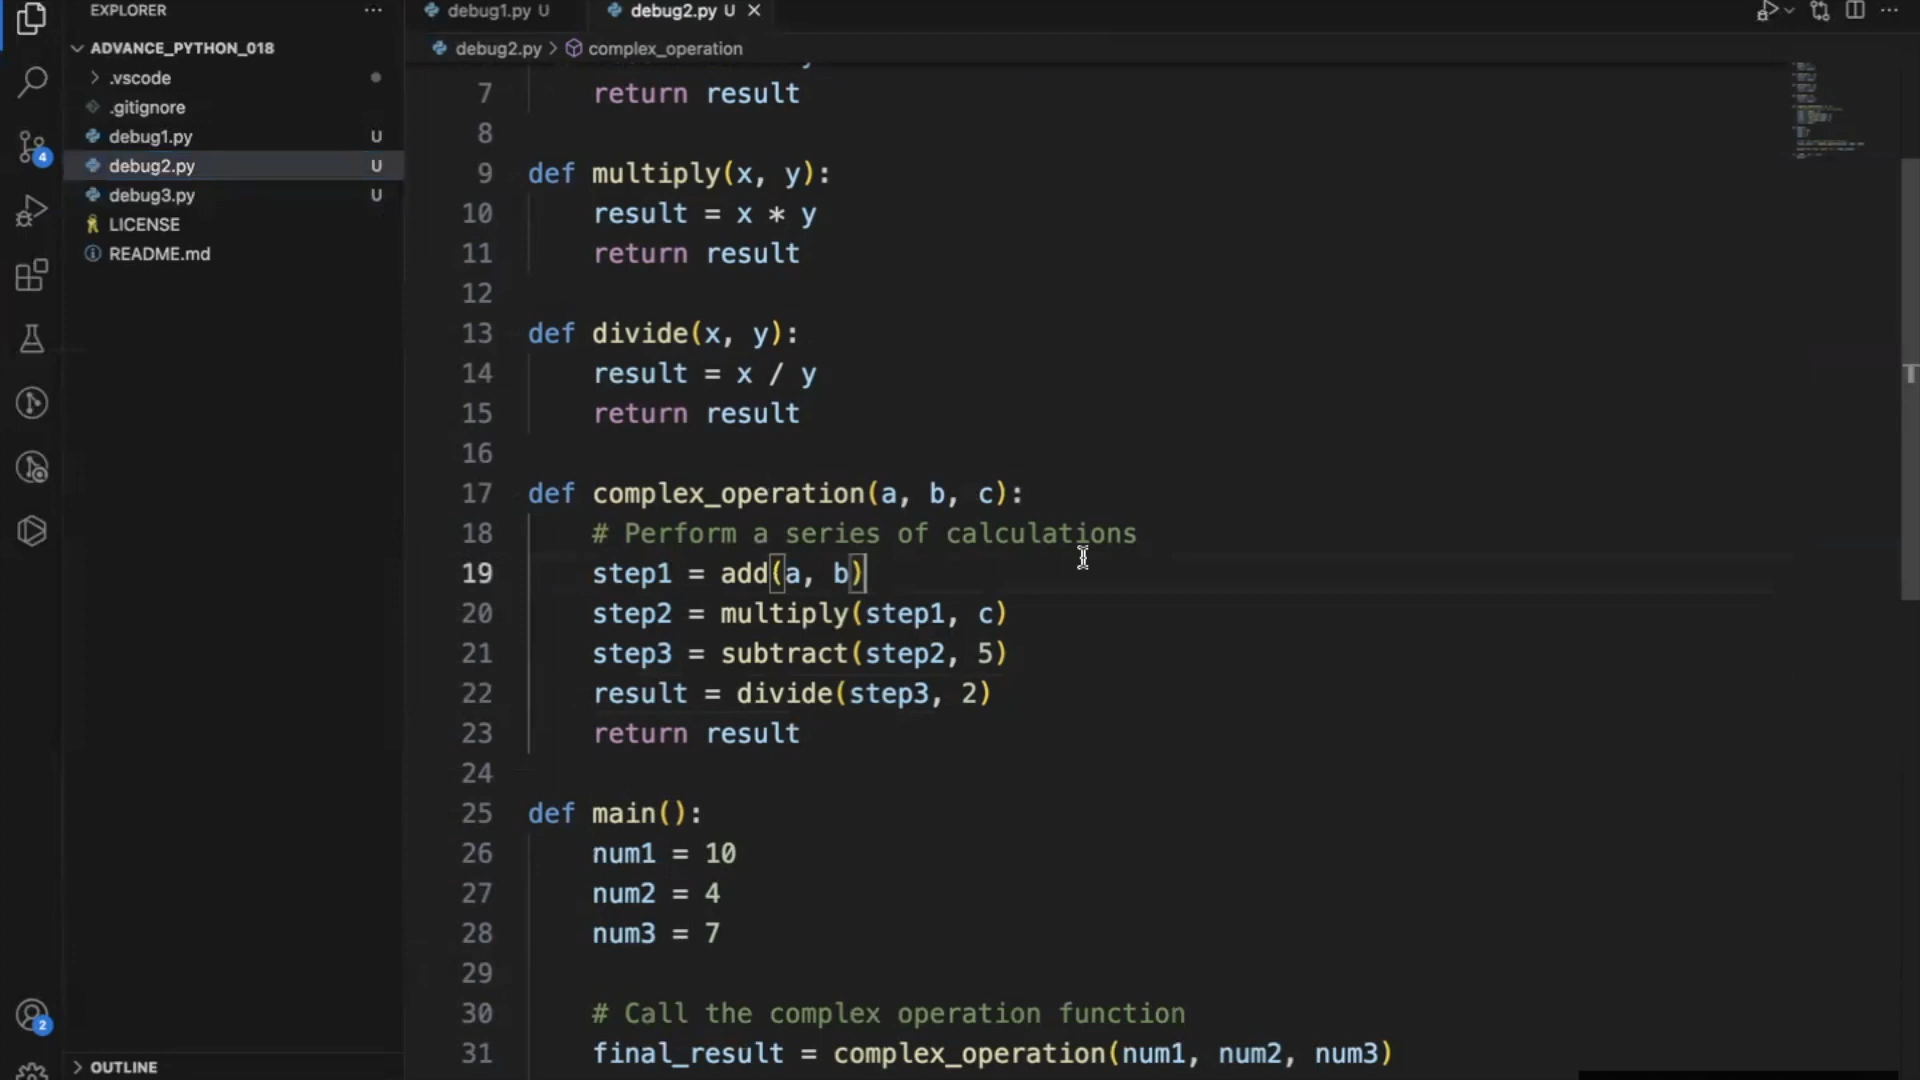 EXPLORER
ADVANCE_PYTHON_018
.vscode
.gitignore
debug1.py U
debug2.py U
debug3.py U
LICENSE
README.md
OUTLINE
4
2
debug1.py U
debug2.py U
debug2.py > complex_operation
7 return result
8
9 def multiply(x, y):
10 result = x * y
11 return result
12
13 def divide(x, y):
14 result = x / y
15 return result
16
17 def complex_operation(a, b, c):
18 # Perform a series of calculations
19 step1 = add(a, b)
20 step2 = multiply(step1, c)
21 step3 = subtract(step2, 5)
22 result = divide(step3, 2)
23 return result
24
25 def main():
26 num1 = 10
27 num2 = 4
28 num3 = 7
29
30 # Call the complex operation function
31 final_result = complex_operation(num1, num2, num3)